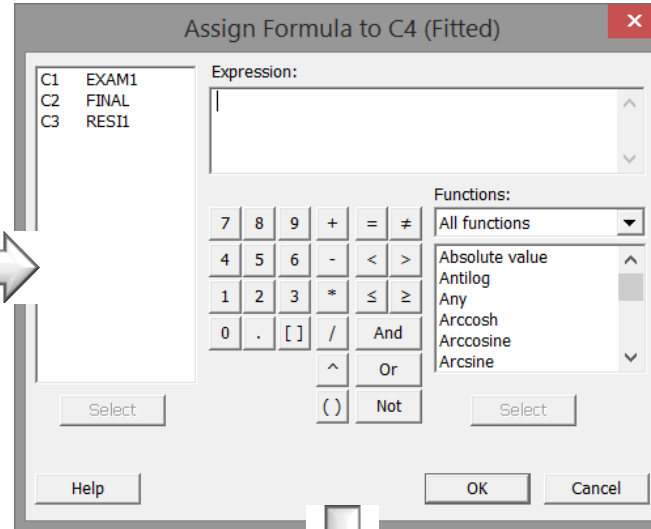 Assign Formula to C4 (Fitted)
×
C1 EXAM1
C2 FINAL
C3 RESI1
Expression:
Functions:
7 8 9 + = ≠
All functions
4 5 6 - < >
1 2 3 * ≤ ≥
0 . [ ] / And
^ Or
( ) Not
Absolute value
Antilog
Any
Arccosh
Arccosine
Arcsine
Select
Select
Help
OK
Cancel